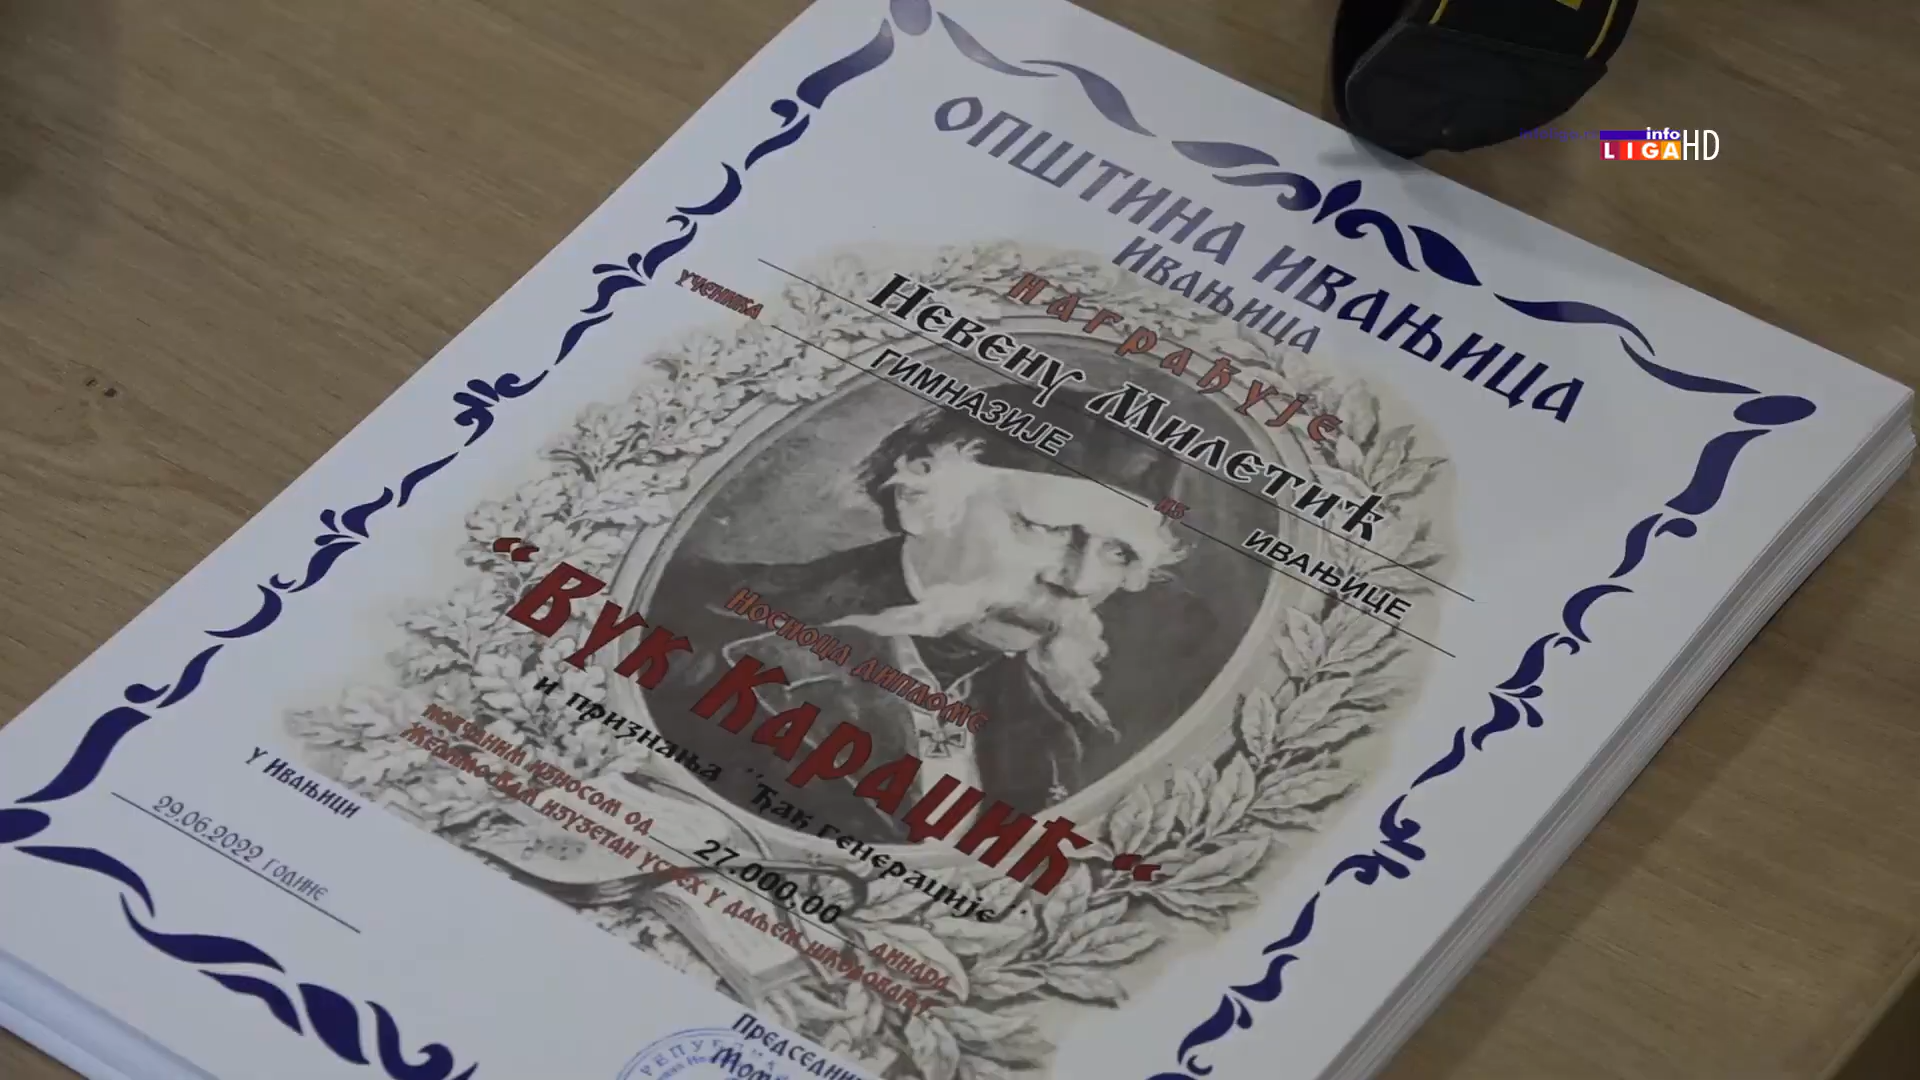 ОПШТИНА ИВАЊИЦА
ИВАЊИЦА
награђује
Невену Милетић
ученика ГИМНАЗИЈЕ из ИВАЊИЦЕ
Носиоца дипломе
“Вук Караџић“
и признања ¨Ђак генерације¨
новчаним износом од 27.000,00 динара
Желимо Вам изузетан успех у даљем школовању
у Ивањици
29.06.2022 године
Председник
info
LIGA HD